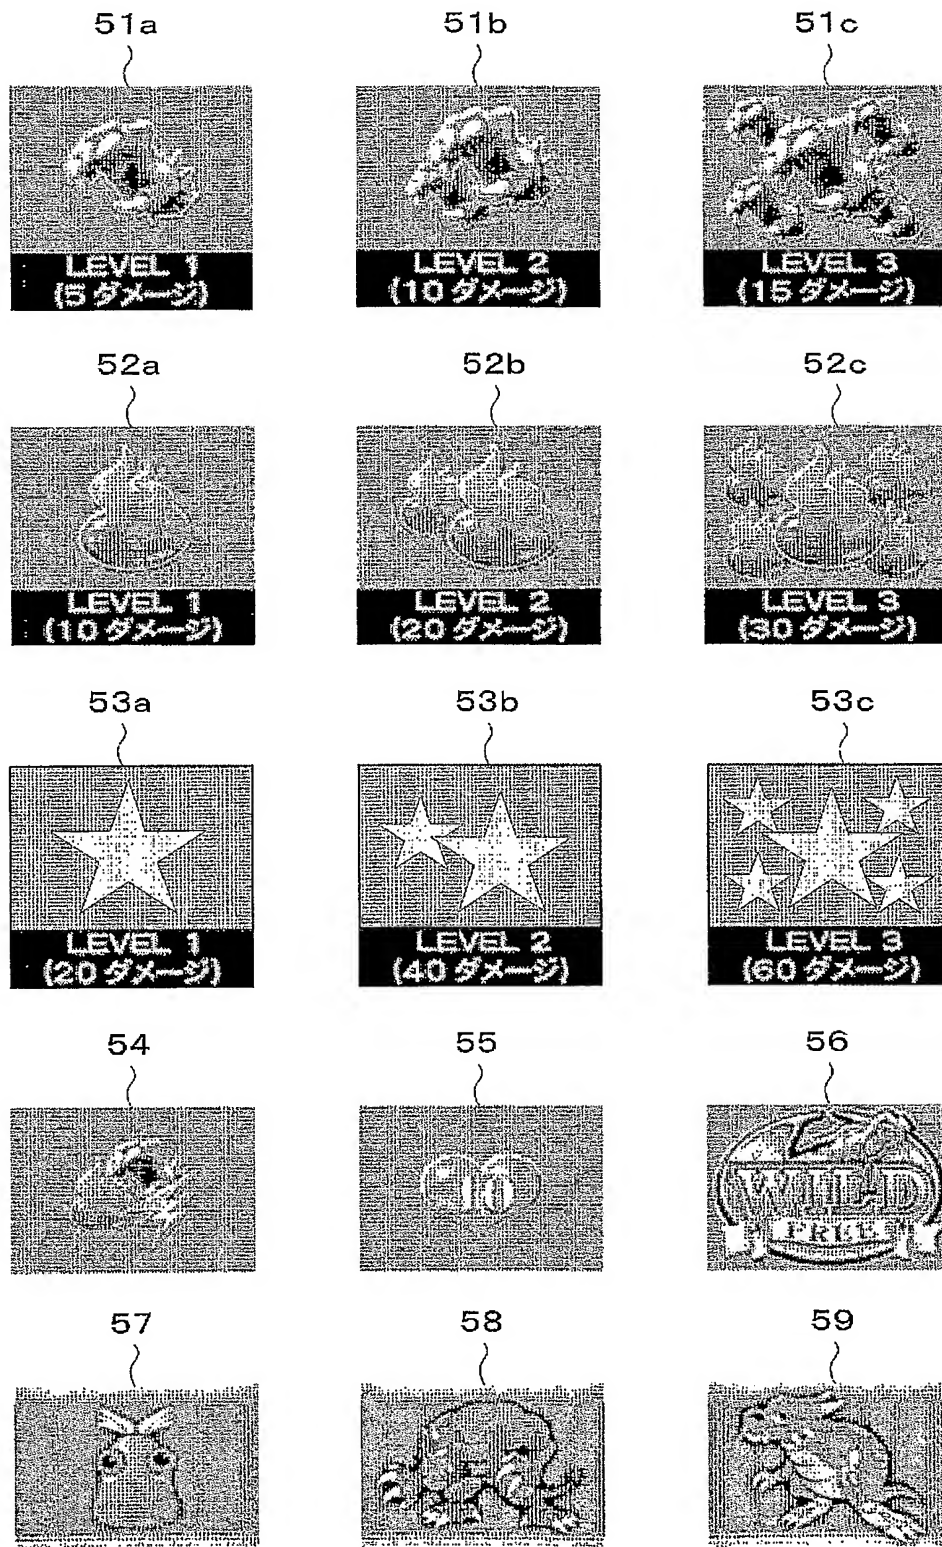 51a 51b 51c
LEVEL 1 LEVEL 2 LEVEL 3
(5 ダメージ) (10 ダメージ) (15 ダメージ)
52a 52b 52c
LEVEL 1 LEVEL 2 LEVEL 3
(10 ダメージ) (20 ダメージ) (30 ダメージ)
53a 53b 53c
LEVEL 1 LEVEL 2 LEVEL 3
(20 ダメージ) (40 ダメージ) (60 ダメージ)
54 55 56
10 WILD
FREE
57 58 59